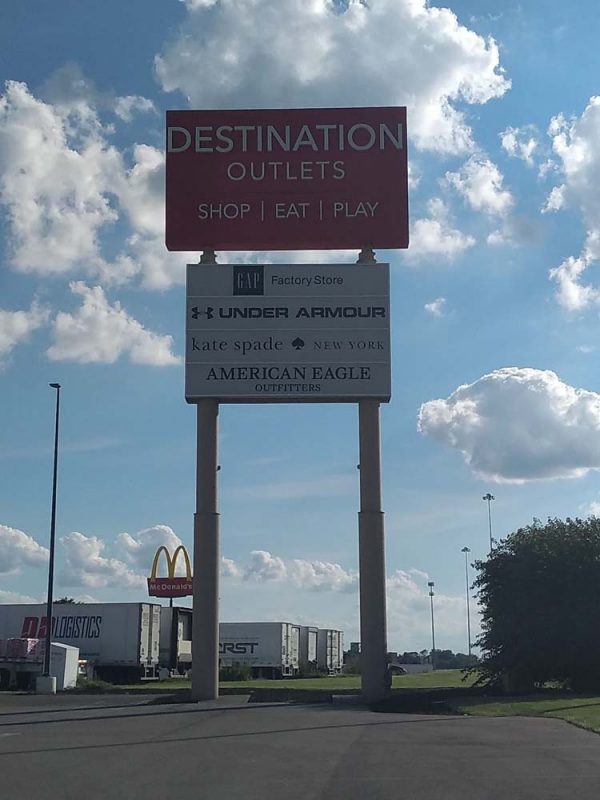 DESTINATION
OUTLETS
SHOP | EAT | PLAY
GAP Factory Store
UNDER ARMOUR
kate spade NEW YORK
AMERICAN EAGLE
OUTFITTERS
McDonald's
LOGISTICS
CRST